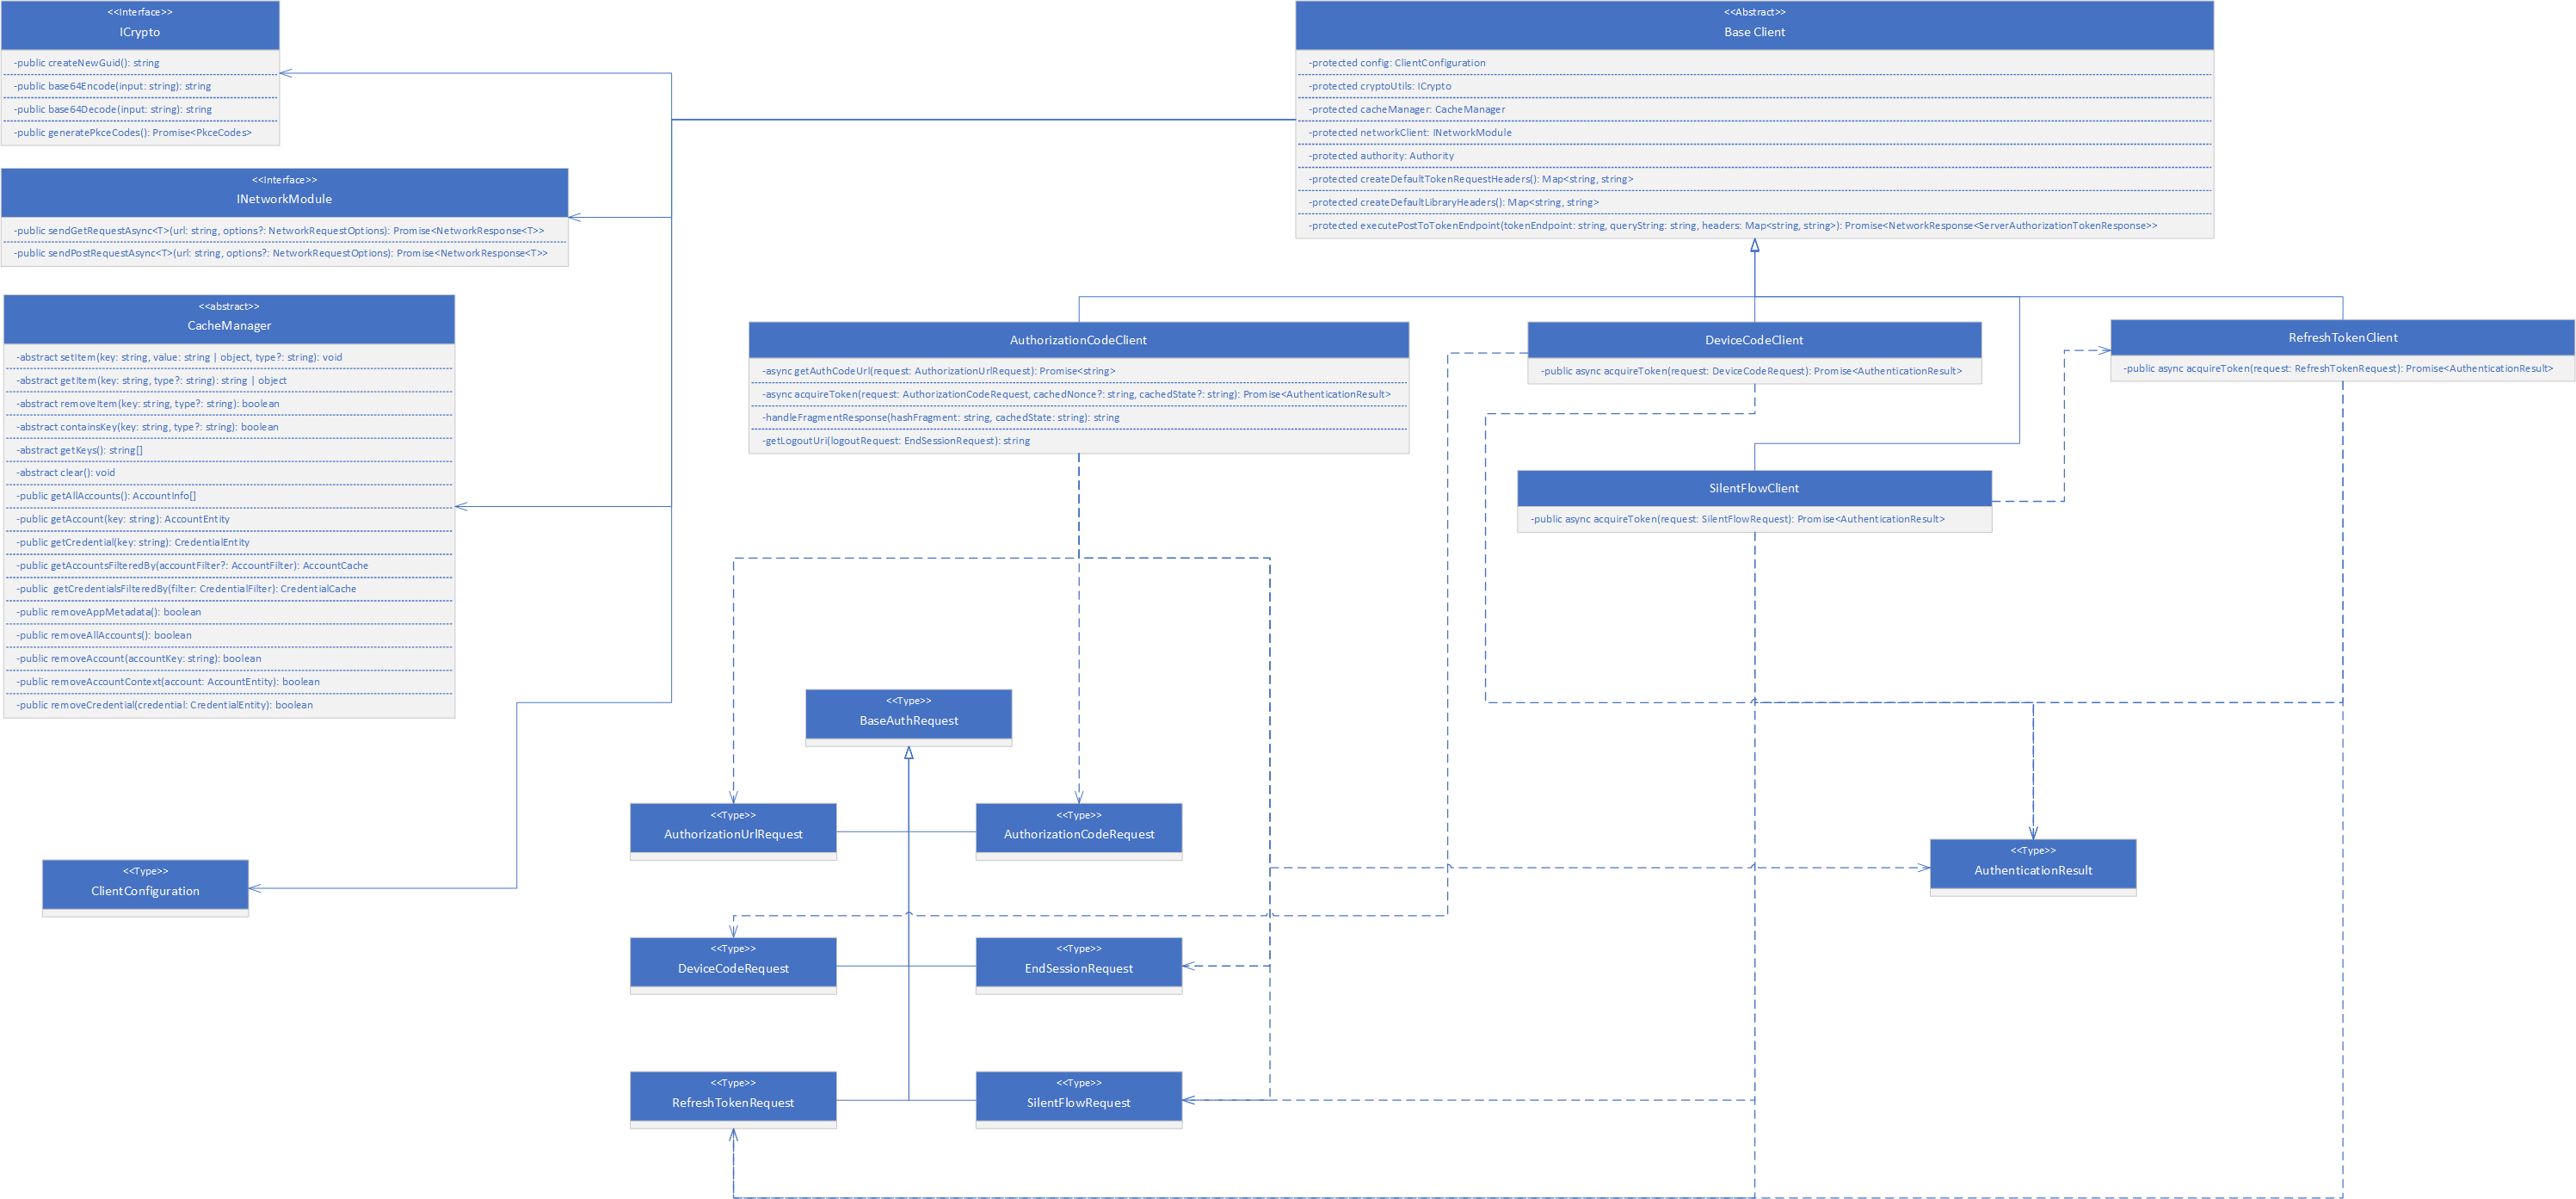 <<Interface>>
ICrypto
-public createNewGuid(): string
-public base64Encode(input: string): string
-public base64Decode(input: string): string
-public generatePkceCodes(): Promise<PkceCodes>
<<Interface>>
INetworkModule
-public sendGetRequestAsync<T>(url: string, options?: NetworkRequestOptions): Promise<NetworkResponse<T>>
-public sendPostRequestAsync<T>(url: string, options?: NetworkRequestOptions): Promise<NetworkResponse<T>>
<<abstract>>
CacheManager
-abstract setItem(key: string, value: string | object, type?: string): void
-abstract getItem(key: string, type?: string): string | object
-abstract removeItem(key: string, type?: string): boolean
-abstract containsKey(key: string, type?: string): boolean
-abstract getKeys(): string[]
-abstract clear(): void
-public getAllAccounts(): AccountInfo[]
-public getAccount(key: string): AccountEntity
-public getCredential(key: string): CredentialEntity
-public getAccountsFilteredBy(accountFilter?: AccountFilter): AccountCache
-public  getCredentialsFilteredBy(filter: CredentialFilter): CredentialCache
-public removeAppMetadata(): boolean
-public removeAllAccounts(): boolean
-public removeAccount(accountKey: string): boolean
-public removeAccountContext(account: AccountEntity): boolean
-public removeCredential(credential: CredentialEntity): boolean
<<Type>>
ClientConfiguration
<<Abstract>>
Base Client
-protected config: ClientConfiguration
-protected cryptoUtils: ICrypto
-protected cacheManager: CacheManager
-protected networkClient: INetworkModule
-protected authority: Authority
-protected createDefaultTokenRequestHeaders(): Map<string, string>
-protected createDefaultLibraryHeaders(): Map<string, string>
-protected executePostToTokenEndpoint(tokenEndpoint: string, queryString: string, headers: Map<string, string>): Promise<NetworkResponse<ServerAuthorizationTokenResponse>>
AuthorizationCodeClient
-async getAuthCodeUrl(request: AuthorizationUrlRequest): Promise<string>
-async acquireToken(request: AuthorizationCodeRequest, cachedNonce?: string, cachedState?: string): Promise<AuthenticationResult>
-handleFragmentResponse(hashFragment: string, cachedState: string): string
-getLogoutUri(logoutRequest: EndSessionRequest): string
DeviceCodeClient
-public async acquireToken(request: DeviceCodeRequest): Promise<AuthenticationResult>
RefreshTokenClient
-public async acquireToken(request: RefreshTokenRequest): Promise<AuthenticationResult>
SilentFlowClient
-public async acquireToken(request: SilentFlowRequest): Promise<AuthenticationResult>
<<Type>>
BaseAuthRequest
<<Type>>
AuthorizationUrlRequest
<<Type>>
AuthorizationCodeRequest
<<Type>>
AuthenticationResult
<<Type>>
DeviceCodeRequest
<<Type>>
EndSessionRequest
<<Type>>
RefreshTokenRequest
<<Type>>
SilentFlowRequest